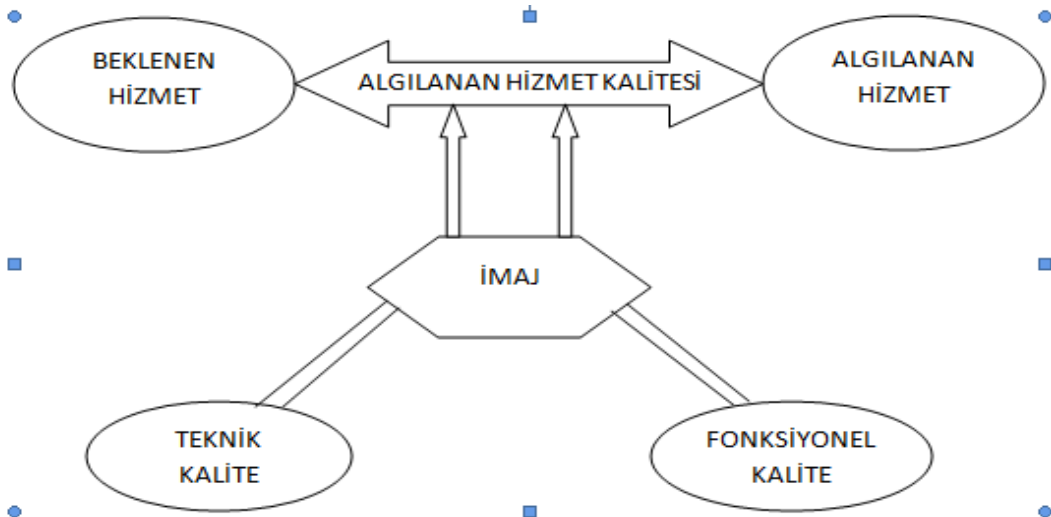 BEKLENEN
HİZMET
ALGILANAN HİZMET KALİTESİ
ALGILANAN
HİZMET
İMAJ
TEKNİK
KALİTE
FONKSİYONEL
KALİTE